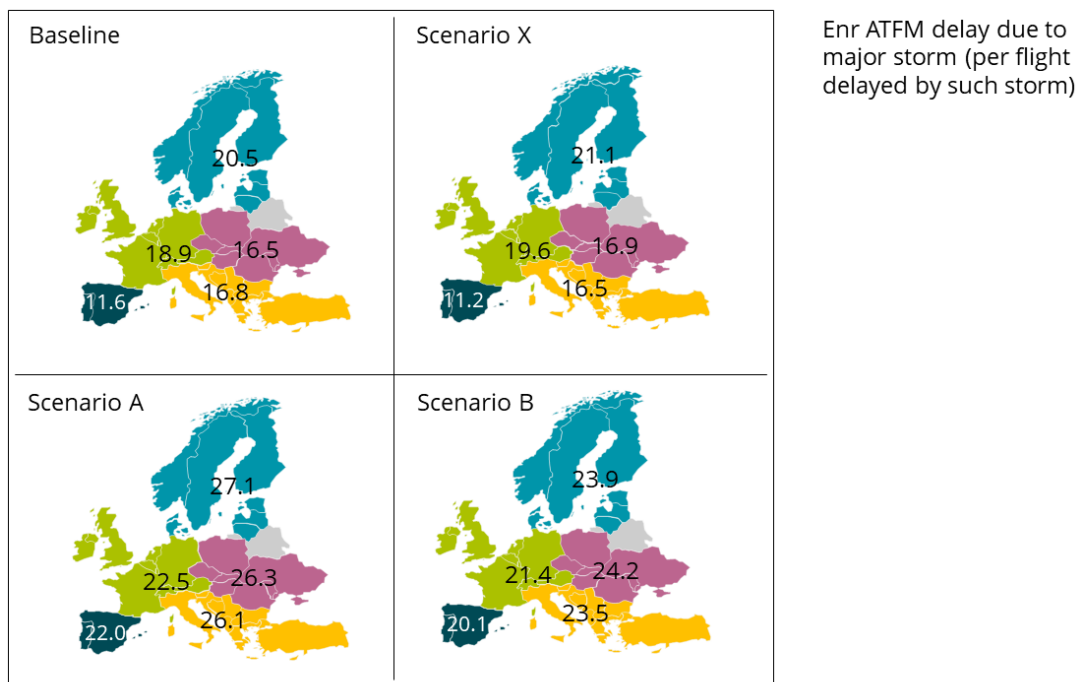 Baseline
20.5
18.9
16.5
16.8
11.6
Scenario X
21.1
19.6
16.9
16.5
11.2
Enr ATFM delay due to
major storm (per flight
delayed by such storm)
Scenario A
27.1
22.5
26.3
26.1
22.0
Scenario B
23.9
21.4
24.2
23.5
20.1